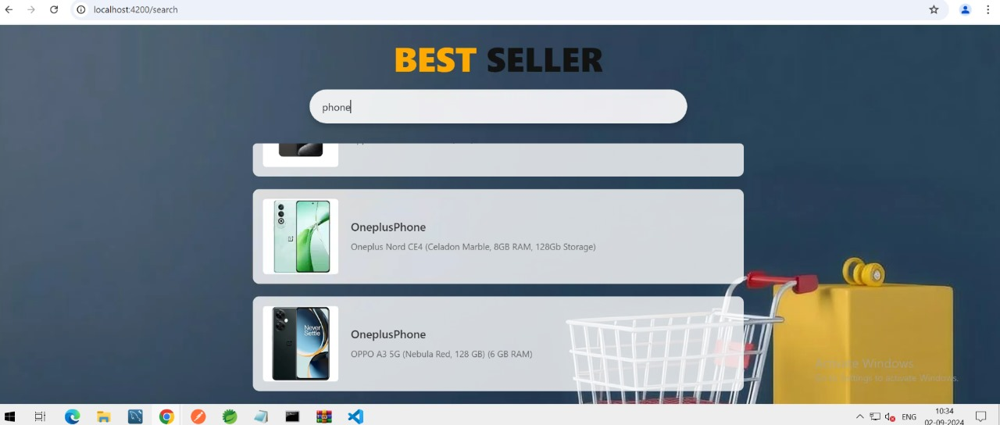 localhost:4200/search
BEST SELLER
phone
OneplusPhone
Oneplus Nord CE4 (Celadon Marble, 8GB RAM, 128Gb Storage)
OneplusPhone
OPPO A3 5G (Nebula Red, 128 GB) (6 GB RAM)
Never
Settle
Activate Windows
Go to Settings to activate Windows.
ENG
10:34
02-09-2024